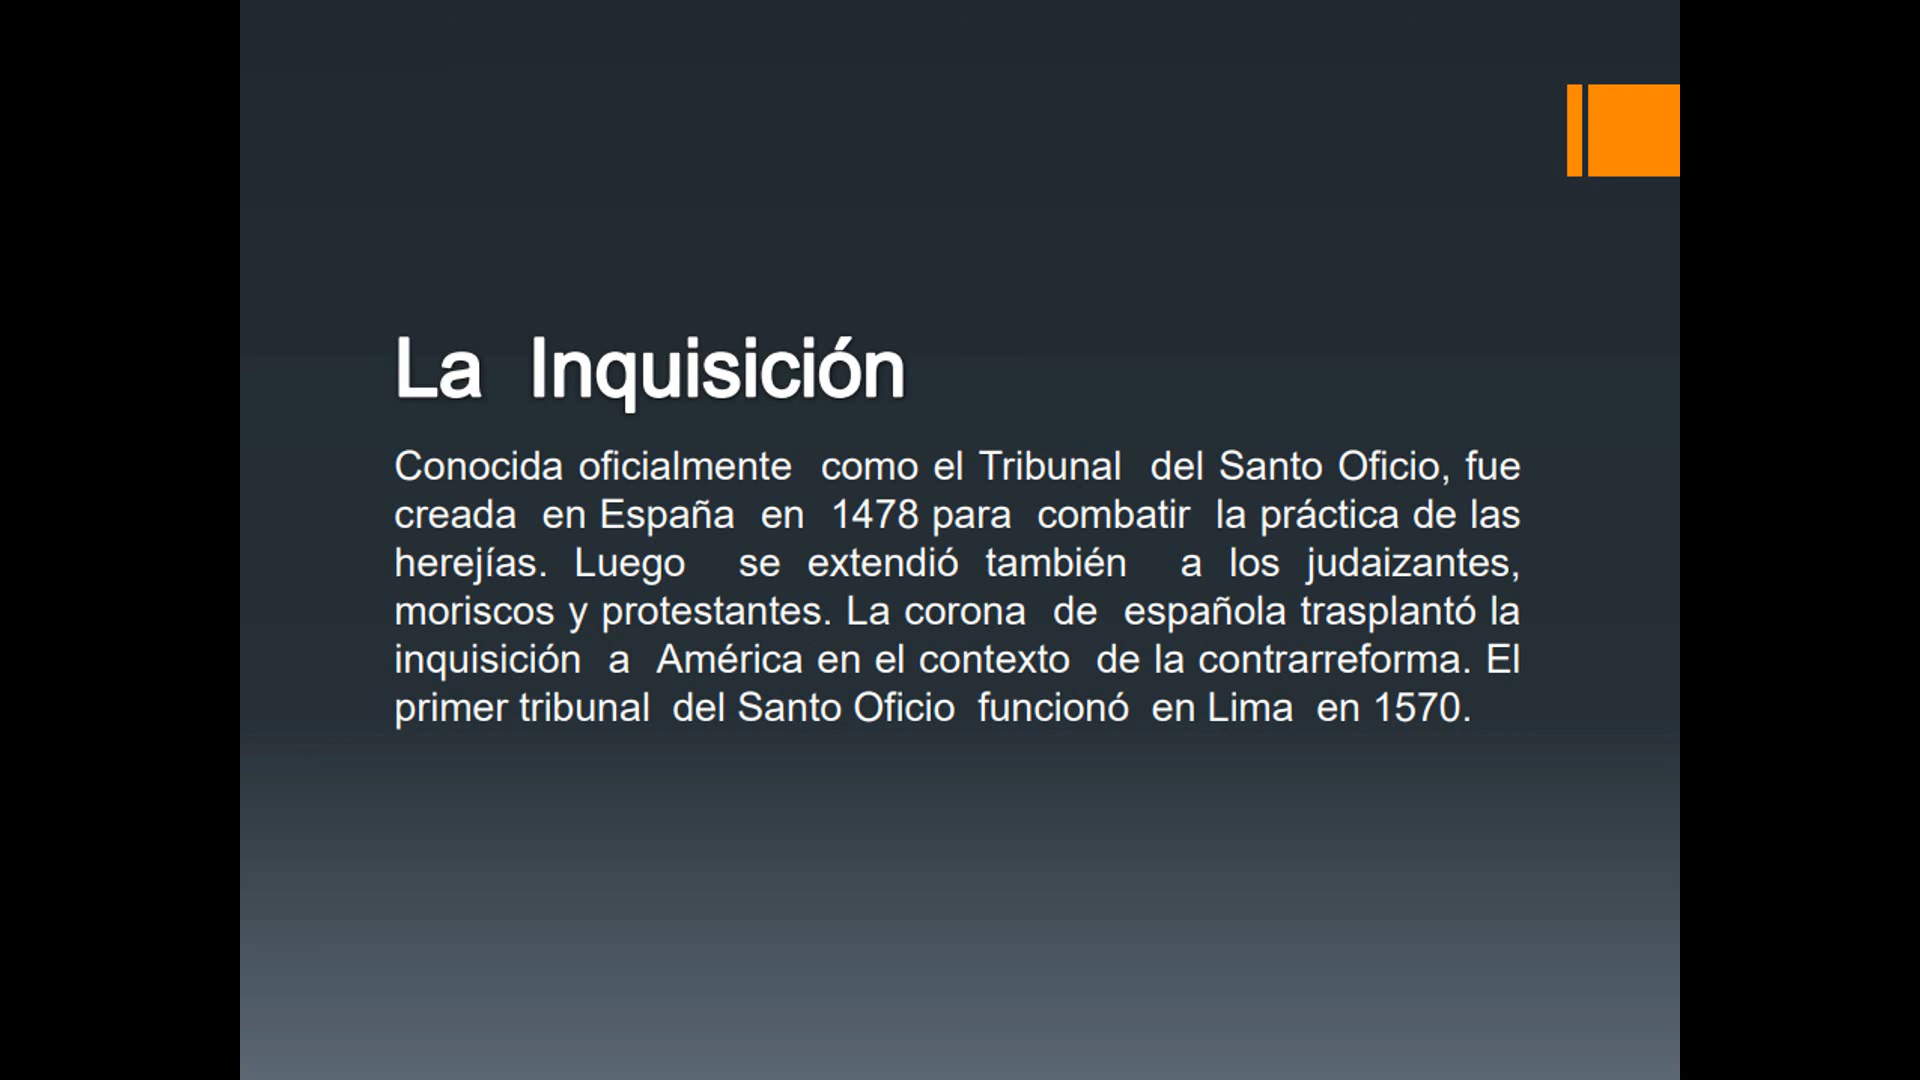 La Inquisición
Conocida oficialmente como el Tribunal del Santo Oficio, fue
creada en España en 1478 para combatir la práctica de las
herejías. Luego se extendió también a los judaizantes,
moriscos y protestantes. La corona de española trasplantó la
inquisición a América en el contexto de la contrarreforma. El
primer tribunal del Santo Oficio funcionó en Lima en 1570.